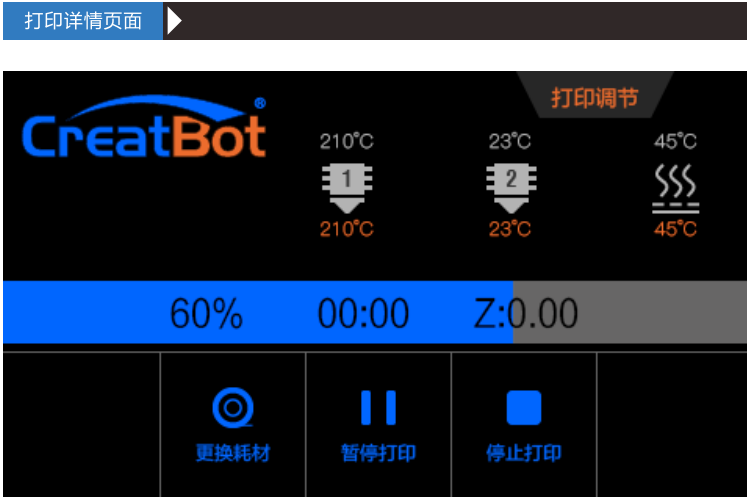 打印详情页面
打印调节
CreatBot®
210°C 23°C 45°C
1 2
210°C 23°C 45°C
60% 00:00 Z:0.00
更换耗材 暂停打印 停止打印